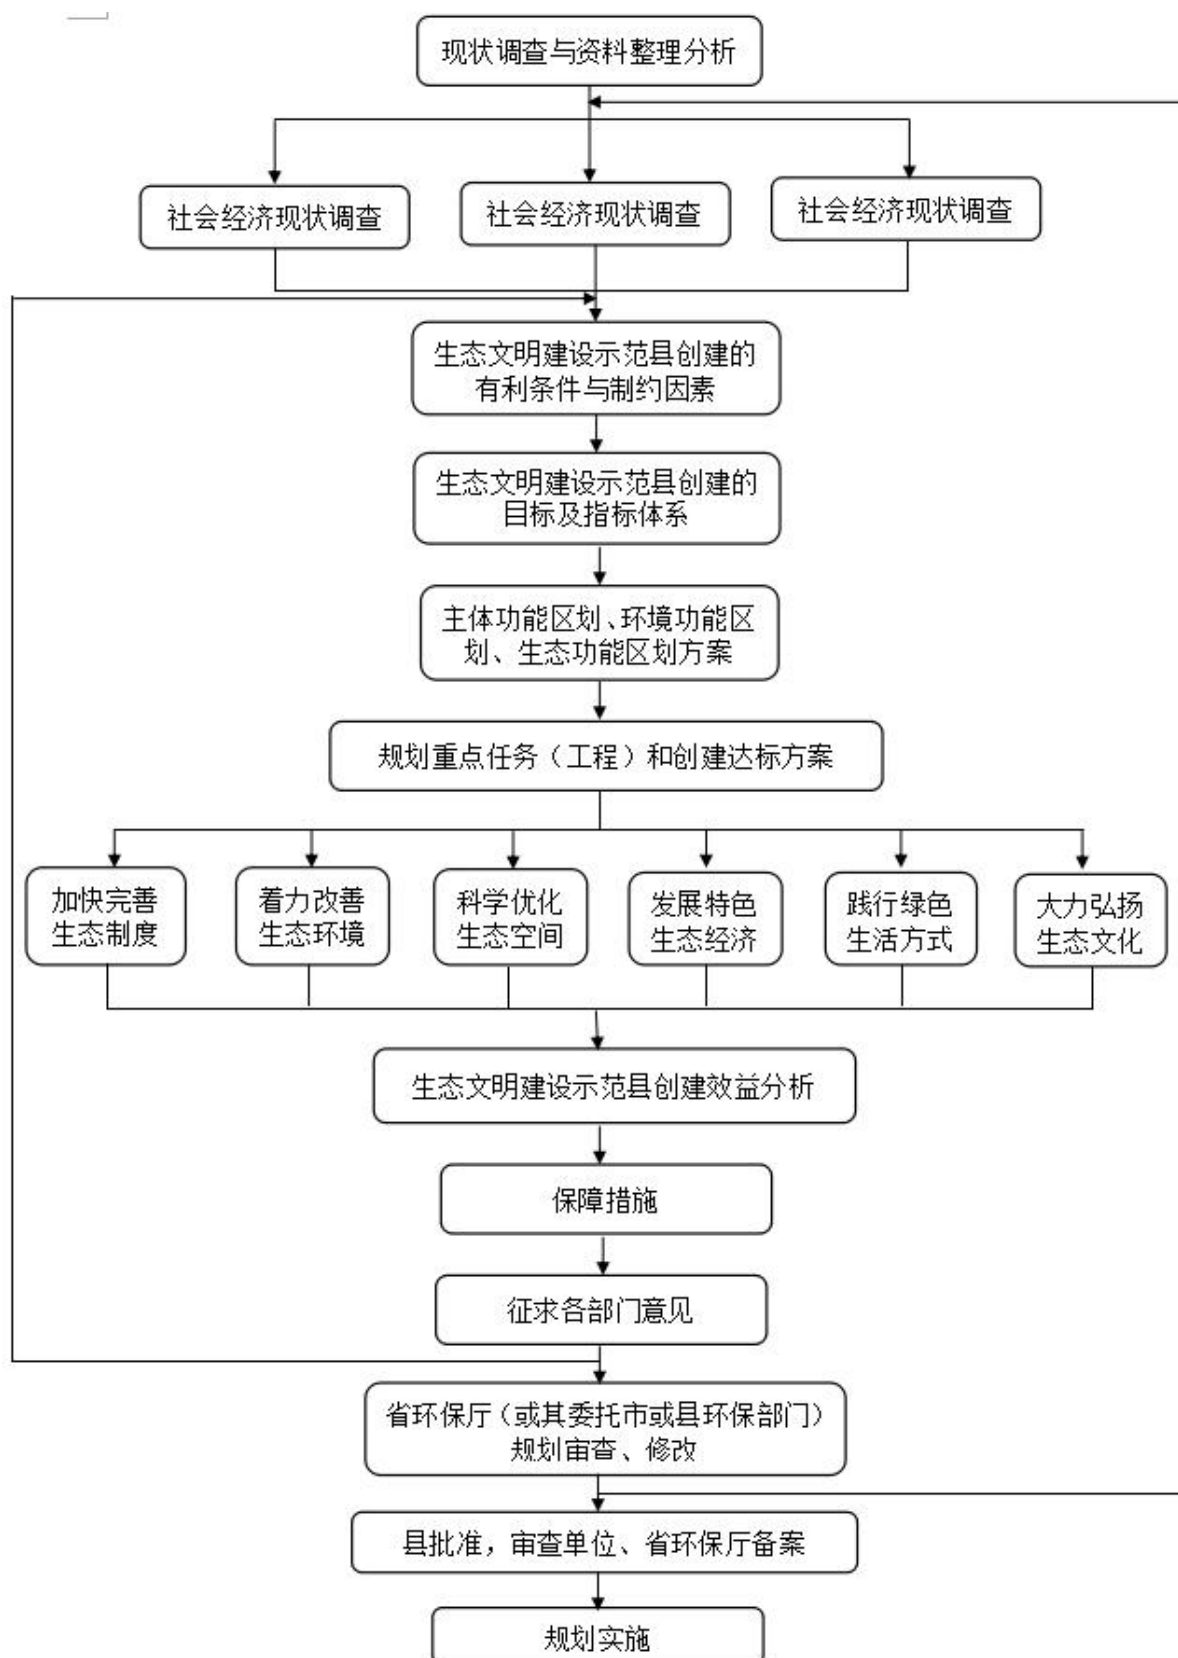 现状调查与资料整理分析
社会经济现状调查
社会经济现状调查
社会经济现状调查
生态文明建设示范县创建的
有利条件与制约因素
生态文明建设示范县创建的
目标及指标体系
主体功能区划、环境功能区
划、生态功能区划方案
规划重点任务（工程）和创建达标方案
加快完善
生态制度
着力改善
生态环境
科学优化
生态空间
发展特色
生态经济
践行绿色
生活方式
大力弘扬
生态文化
生态文明建设示范县创建效益分析
保障措施
征求各部门意见
省环保厅（或其委托市或县环保部门）
规划审查、修改
县批准，审查单位、省环保厅备案
规划实施